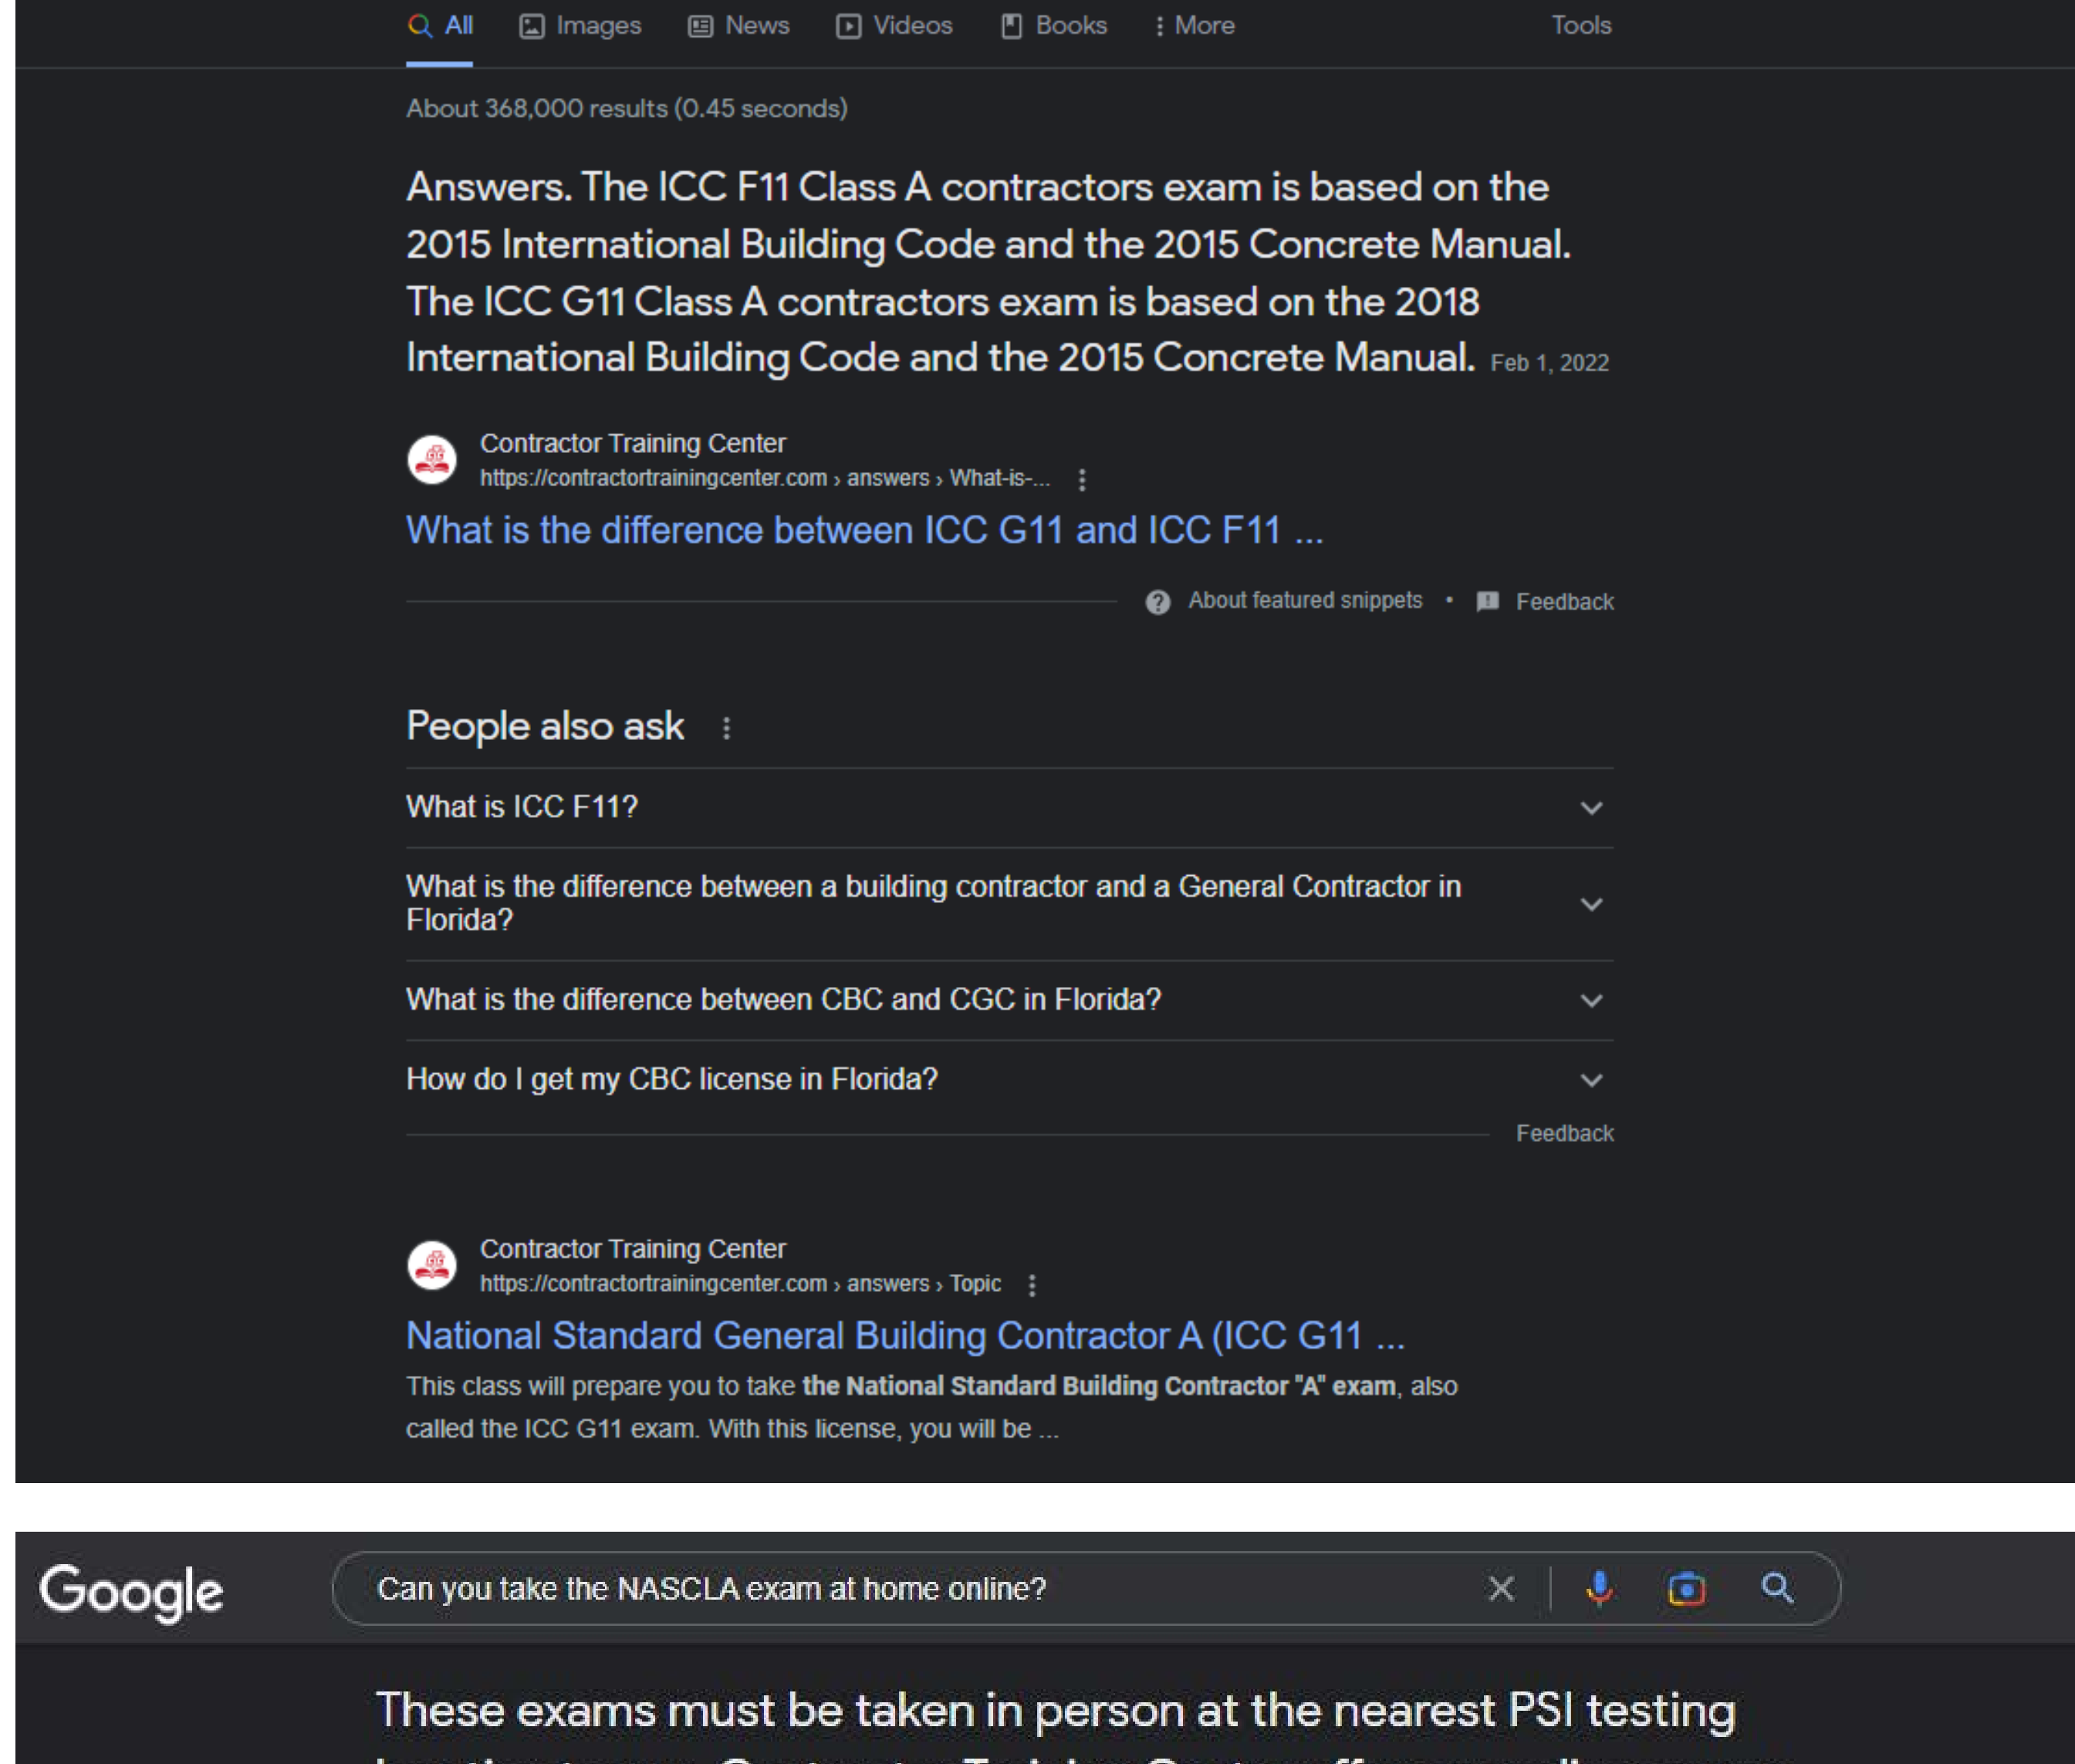 All Images News Videos Books More Tools
About 368,000 results (0.45 seconds)
Answers. The ICC F11 Class A contractors exam is based on the
2015 International Building Code and the 2015 Concrete Manual.
The ICC G11 Class A contractors exam is based on the 2018
International Building Code and the 2015 Concrete Manual. Feb 1, 2022
Contractor Training Center
https://contractortrainingcenter.com › answers › What-is-...
What is the difference between ICC G11 and ICC F11 ...
About featured snippets • Feedback
People also ask
What is ICC F11?
What is the difference between a building contractor and a General Contractor in
Florida?
What is the difference between CBC and CGC in Florida?
How do I get my CBC license in Florida?
Feedback
Contractor Training Center
https://contractortrainingcenter.com › answers › Topic
National Standard General Building Contractor A (ICC G11 ...
This class will prepare you to take the National Standard Building Contractor "A" exam, also
called the ICC G11 exam. With this license, you will be ...
Google Can you take the NASCLA exam at home online?
These exams must be taken in person at the nearest PSI testing